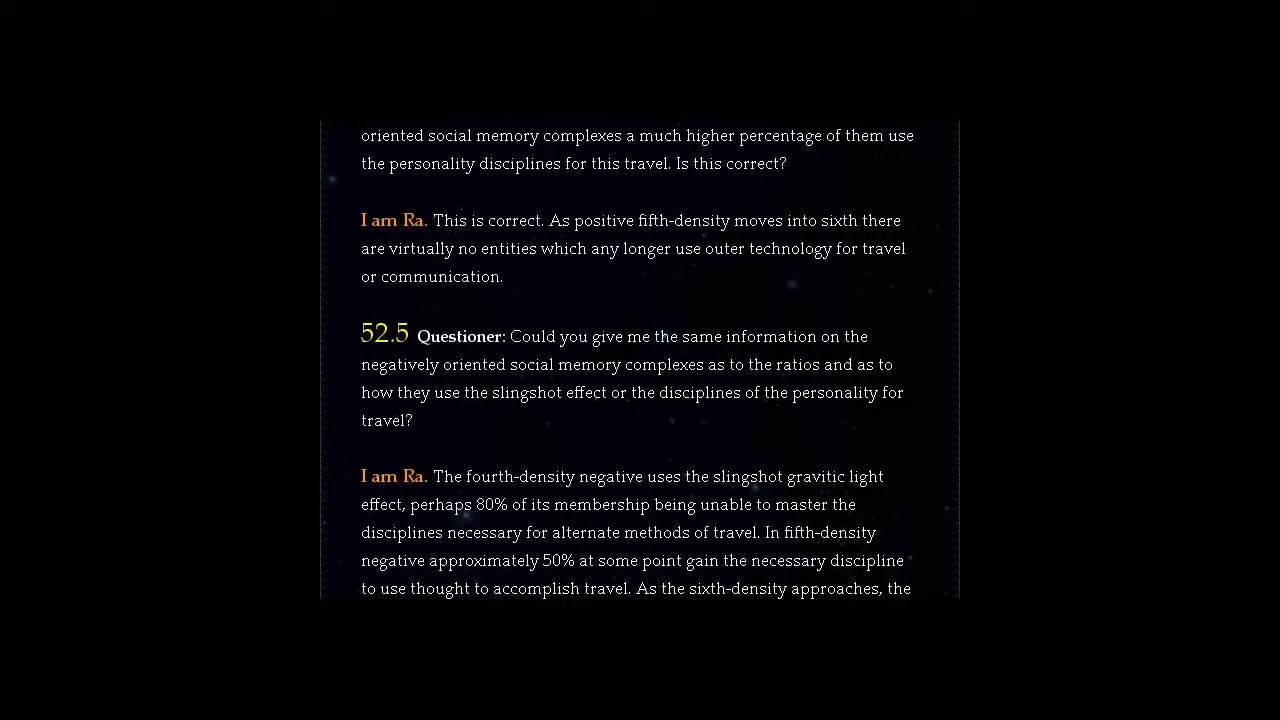 oriented social memory complexes a much higher percentage of them use
the personality disciplines for this travel. Is this correct?
I am Ra. This is correct. As positive fifth-density moves into sixth there
are virtually no entities which any longer use outer technology for travel
or communication.
52.5 Questioner: Could you give me the same information on the
negatively oriented social memory complexes as to the ratios and as to
how they use the slingshot effect or the disciplines of the personality for
travel?
I am Ra. The fourth-density negative uses the slingshot gravitic light
effect, perhaps 80% of its membership being unable to master the
disciplines necessary for alternate methods of travel. In fifth-density
negative approximately 50% at some point gain the necessary discipline
to use thought to accomplish travel. As the sixth-density approaches, the